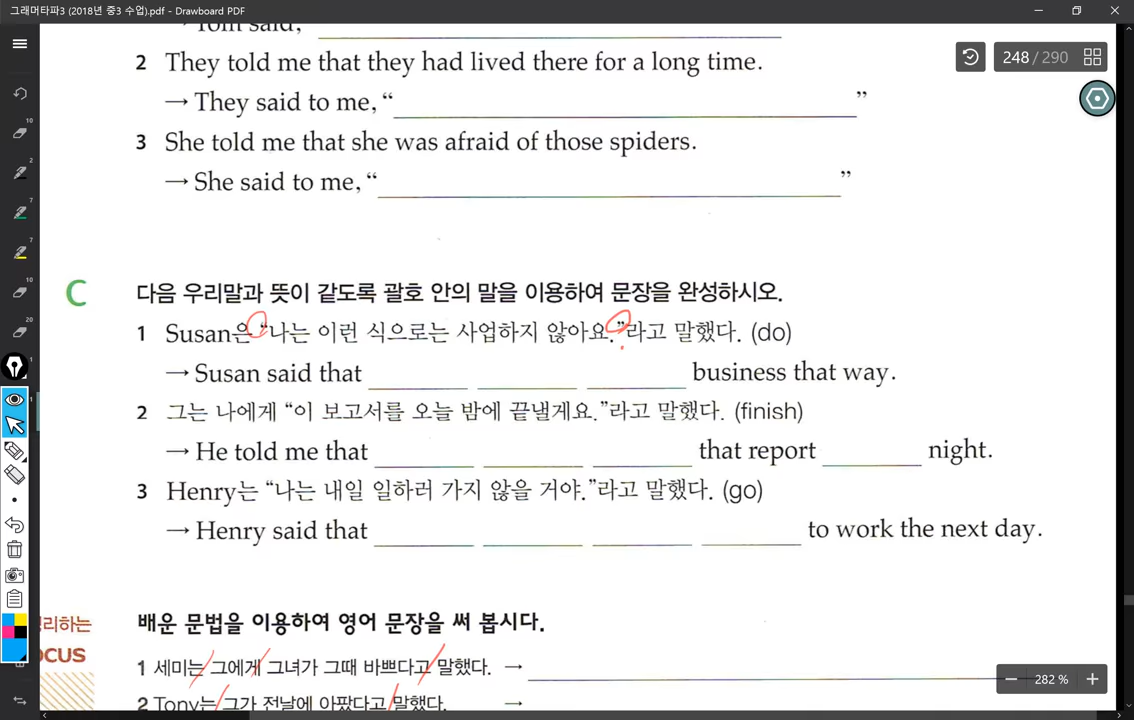 그래머타파3 (2018년 중3 수업).pdf - Drawboard PDF
248 / 290
→ Tom said,
2 They told me that they had lived there for a long time.
→ They said to me, “ ”
3 She told me that she was afraid of those spiders.
→ She said to me, “ ”
C 다음 우리말과 뜻이 같도록 괄호 안의 말을 이용하여 문장을 완성하시오.
1 Susan은 “나는 이런 식으로는 사업하지 않아요.”라고 말했다. (do)
→ Susan said that business that way.
2 그는 나에게 “이 보고서를 오늘 밤에 끝낼게요.”라고 말했다. (finish)
→ He told me that that report night.
3 Henry는 “나는 내일 일하러 가지 않을 거야.”라고 말했다. (go)
→ Henry said that to work the next day.
리하는
OCUS
배운 문법을 이용하여 영어 문장을 써 봅시다.
1 세미는 그에게 그녀가 그때 바쁘다고 말했다. →
2 Tony는 그가 전날에 아팠다고 말했다. →
282 %
10
2
7
7
10
20
1
1